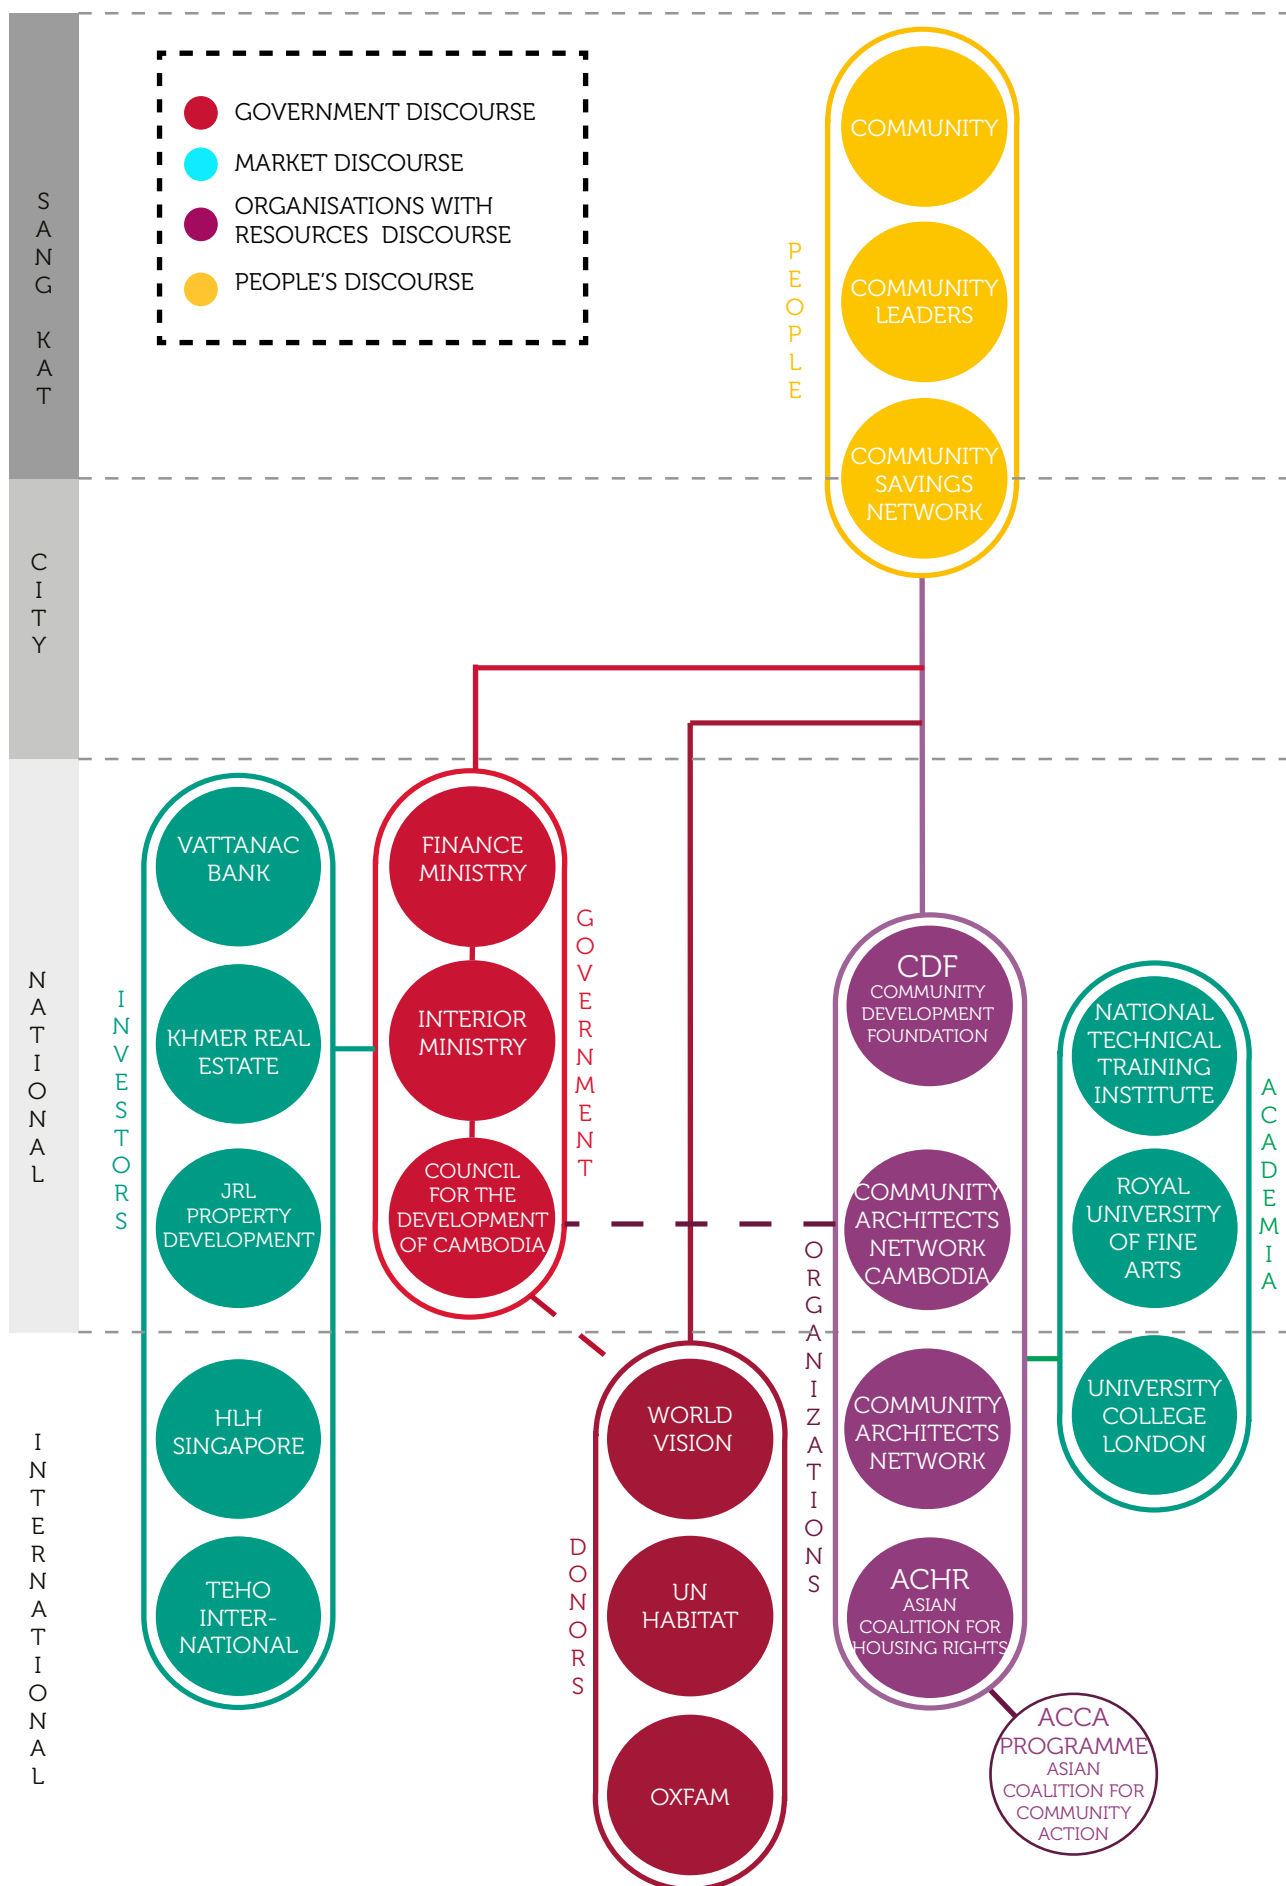 GOVERNMENT DISCOURSE
MARKET DISCOURSE
ORGANISATIONS WITH
RESOURCES DISCOURSE
PEOPLE'S DISCOURSE
SANG KAT
CITY
NATIONAL
INTERNATIONAL
PEOPLE
COMMUNITY
COMMUNITY
LEADERS
COMMUNITY
SAVINGS
NETWORK
INVESTORS
VATTANAC
BANK
KHMER REAL
ESTATE
JRL
PROPERTY
DEVELOPMENT
HLH
SINGAPORE
TEHO
INTER-
NATIONAL
GOVERNMENT
FINANCE
MINISTRY
INTERIOR
MINISTRY
COUNCIL
FOR THE
DEVELOPMENT
OF CAMBODIA
DONORS
WORLD
VISION
UN
HABITAT
OXFAM
ORGANIZATIONS
CDF
COMMUNITY
DEVELOPMENT
FOUNDATION
COMMUNITY
ARCHITECTS
NETWORK
CAMBODIA
COMMUNITY
ARCHITECTS
NETWORK
ACHR
ASIAN
COALITION FOR
HOUSING RIGHTS
ACCA
PROGRAMME
ASIAN
COALITION FOR
COMMUNITY
ACTION
ACADEMIA
NATIONAL
TECHNICAL
TRAINING
INSTITUTE
ROYAL
UNIVERSITY
OF FINE
ARTS
UNIVERSITY
COLLEGE
LONDON